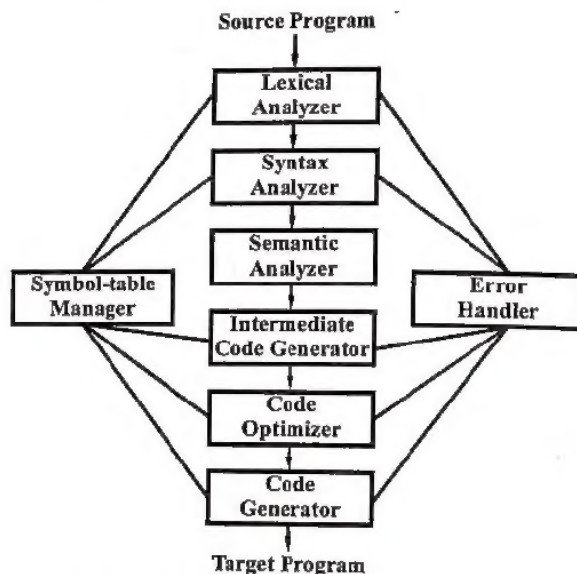 Source Program
Lexical
Analyzer
Syntax
Analyzer
Semantic
Analyzer
Symbol-table
Manager
Error
Handler
Intermediate
Code Generator
Code
Optimizer
Code
Generator
Target Program